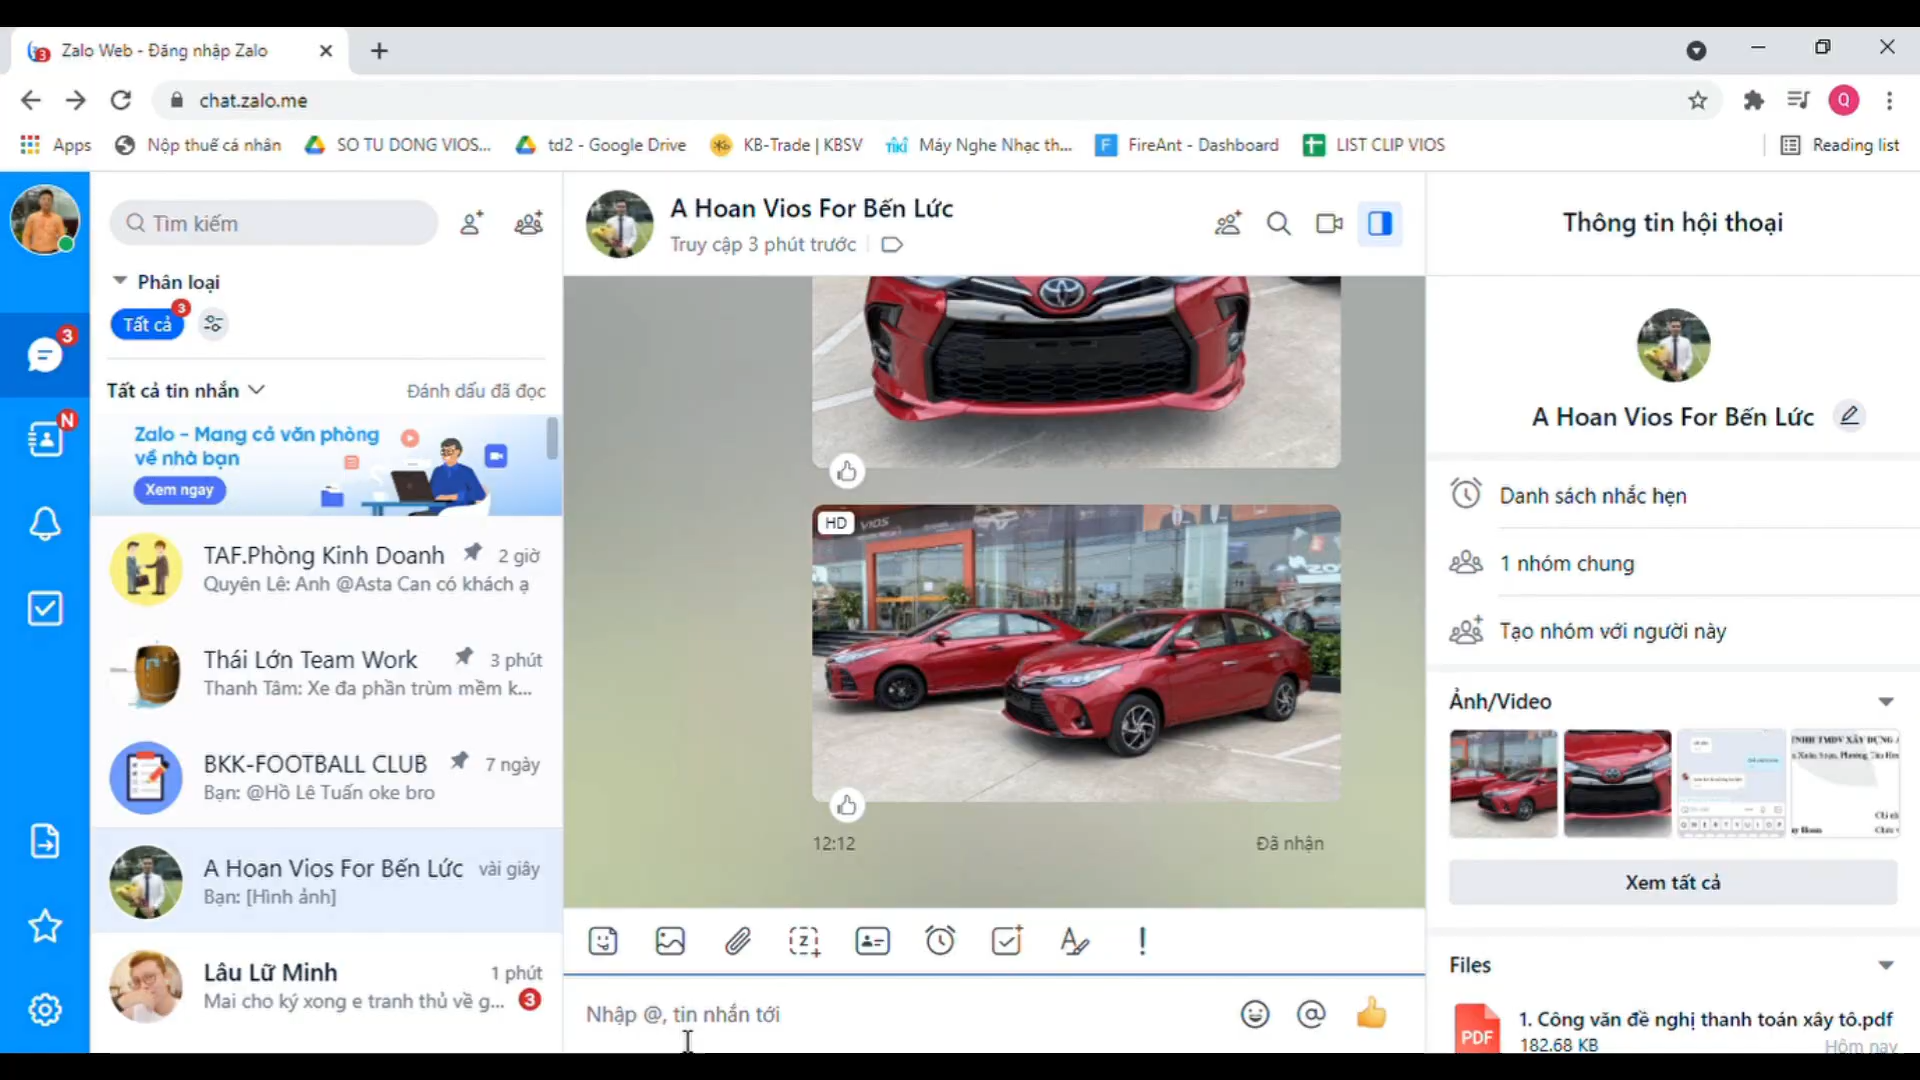 Zalo Web - Đăng nhập Zalo
chat.zalo.me
Q
Apps
Nộp thuế cá nhân
SO TU DONG VIOS...
td2 - Google Drive
KB-Trade | KBSV
TIKI
Máy Nghe Nhạc th...
F
FireAnt - Dashboard
LIST CLIP VIOS
Reading list
3
N
Tìm kiếm
Phân loại
Tất cả
3
Tất cả tin nhắn
Đánh dấu đã đọc
Zalo - Mang cả văn phòng
về nhà bạn
Xem ngay
TAF.Phòng Kinh Doanh
2 giờ
Quyên Lê: Anh @Asta Can có khách ạ
Thái Lớn Team Work
3 phút
Thanh Tâm: Xe đa phần trùm mềm k...
BKK-FOOTBALL CLUB
7 ngày
Bạn: @Hồ Lê Tuấn oke bro
A Hoan Vios For Bến Lức
vài giây
Bạn: [Hình ảnh]
Lâu Lữ Minh
1 phút
Mai cho ký xong e tranh thủ về g...
3
A Hoan Vios For Bến Lức
Truy cập 3 phút trước
HD
VIOS
12:12
Đã nhận
Nhập @, tin nhắn tới
Thông tin hội thoại
A Hoan Vios For Bến Lức
Danh sách nhắc hẹn
1 nhóm chung
Tạo nhóm với người này
Ảnh/Video
Xem tất cả
Files
PDF
1. Công văn đề nghị thanh toán xây tô.pdf
182.68 KB
Hôm nay